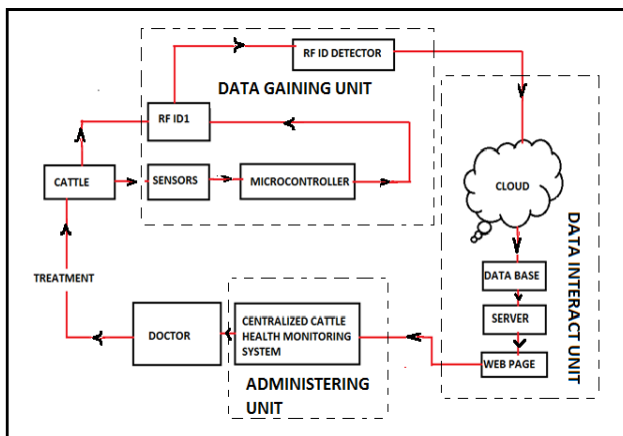 RF ID DETECTOR
DATA GAINING UNIT
RF ID1
CATTLE
SENSORS
MICROCONTROLLER
CLOUD
DATA INTERACT UNIT
DATA BASE
SERVER
WEB PAGE
TREATMENT
DOCTOR
CENTRALIZED CATTLE
HEALTH MONITORING
SYSTEM
ADMINISTERING
UNIT